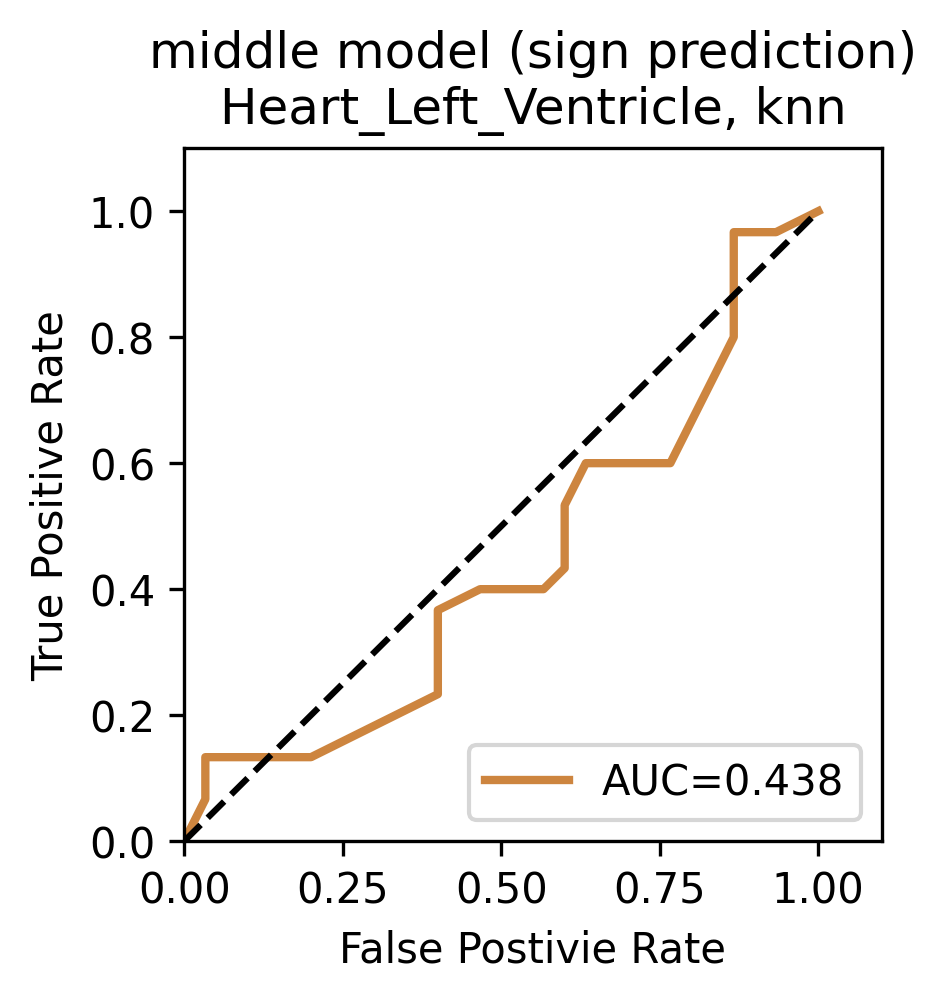 middle model (sign prediction)
Heart_Left_Ventricle, knn
True Positive Rate
1.0
0.8
0.6
0.4
0.2
0.0
AUC=0.438
0.00 0.25 0.50 0.75 1.00
False Postivie Rate